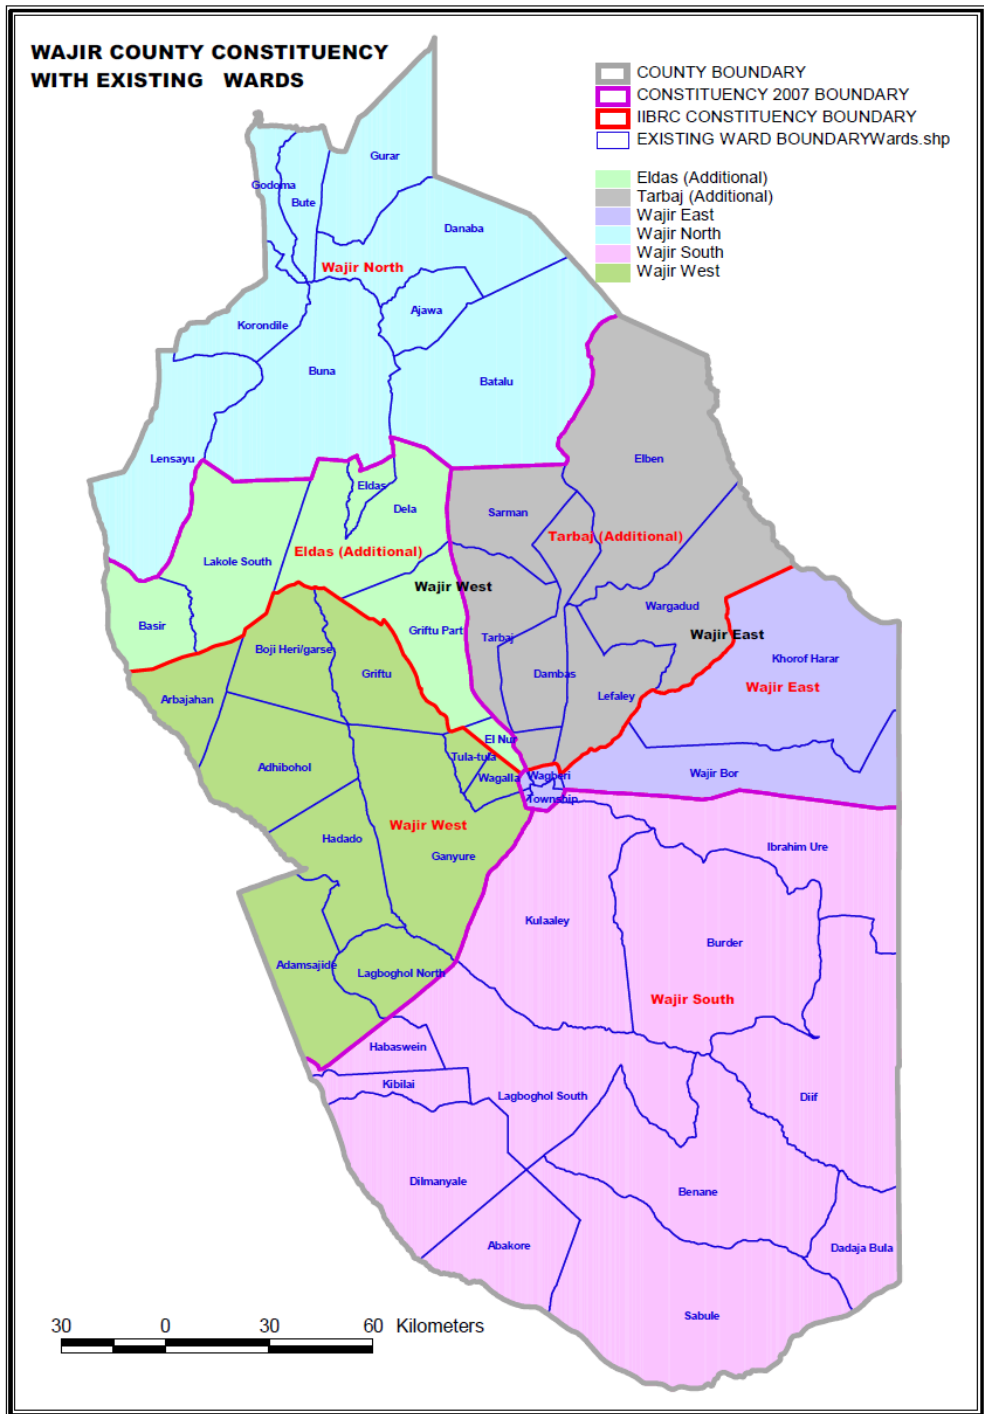 WAJIR COUNTY CONSTITUENCY
WITH EXISTING WARDS
COUNTY BOUNDARY
CONSTITUENCY 2007 BOUNDARY
IIBRC CONSTITUENCY BOUNDARY
EXISTING WARD BOUNDARYWards.shp
Eldas (Additional)
Tarbaj (Additional)
Wajir East
Wajir North
Wajir South
Wajir West
Gurar
Godoma
Bute
Danaba
Wajir North
Ajawa
Korondile
Buna
Batalu
Lensayu
Elben
Eldas
Dela
Sarman
Tarbaj (Additional)
Eldas (Additional)
Lakole South
Wajir West
Wargadud
Basir
Griftu Part
Tarbaj
Wajir East
Boji Heri/garse
Khorof Harar
Griftu
Dambas
Wajir East
Arbajahan
Lefaley
El Nur
Tula-tula
Adhibohol
Wagalla
Wagberi
Wajir Bor
Township
Wajir West
Hadado
Ganyure
Ibrahim Ure
Kulaaley
Burder
Adamsajide
Lagboghol North
Wajir South
Habaswein
Kibilai
Lagboghol South
Diif
Dilmanyale
Benane
Abakore
Dadaja Bula
Sabule
30 0 30 60 Kilometers